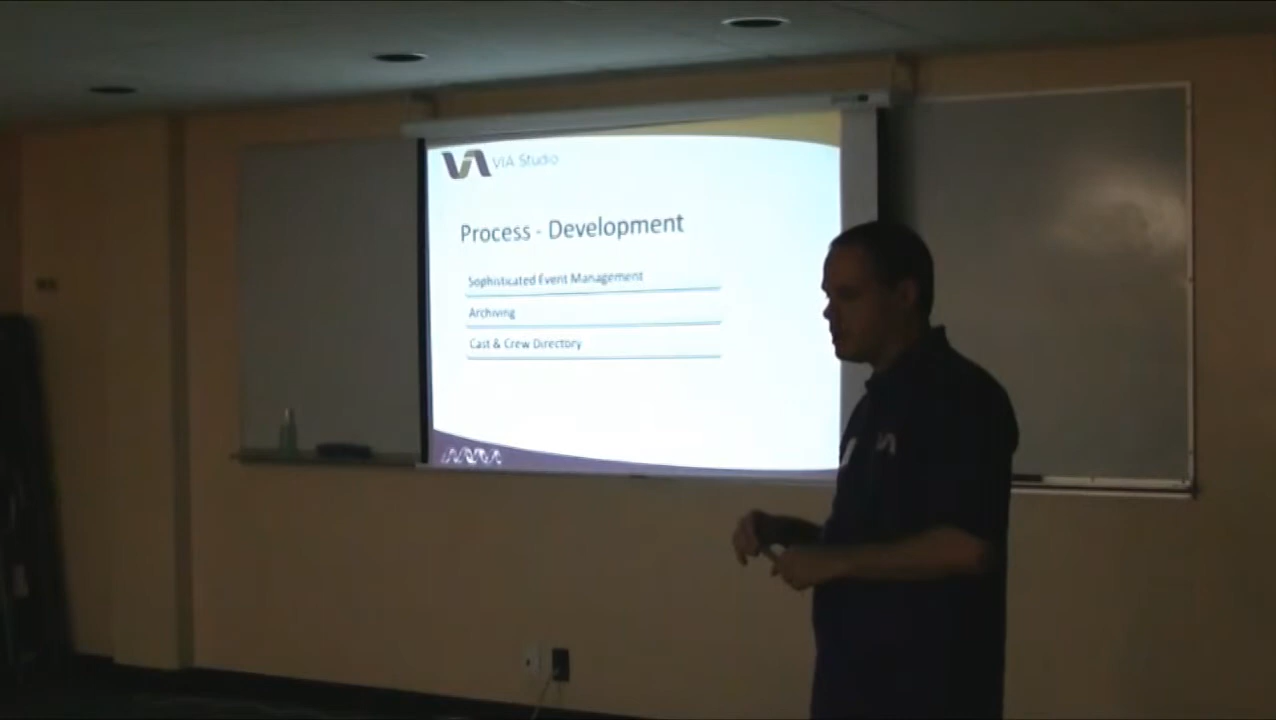 VIA Studio
Process - Development
Sophisticated Event Management
Archiving
Cast & Crew Directory